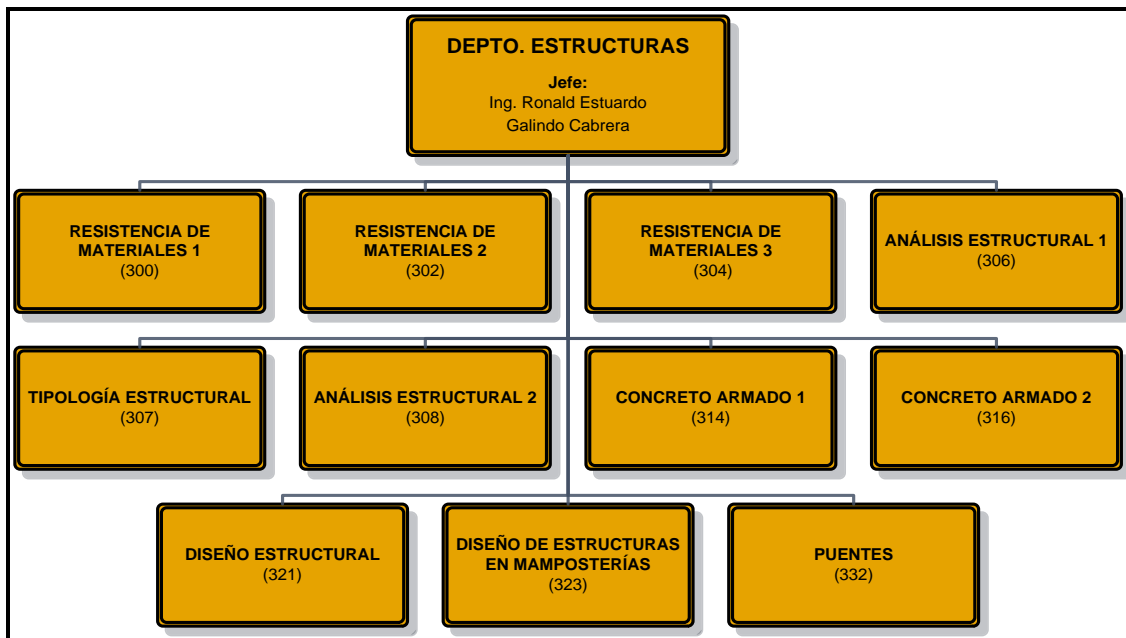 DEPTO. ESTRUCTURAS
Jefe:
Ing. Ronald Estuardo
Galindo Cabrera
RESISTENCIA DE
MATERIALES 1
(300)
RESISTENCIA DE
MATERIALES 2
(302)
RESISTENCIA DE
MATERIALES 3
(304)
ANÁLISIS ESTRUCTURAL 1
(306)
TIPOLOGÍA ESTRUCTURAL
(307)
ANÁLISIS ESTRUCTURAL 2
(308)
CONCRETO ARMADO 1
(314)
CONCRETO ARMADO 2
(316)
DISEÑO ESTRUCTURAL
(321)
DISEÑO DE ESTRUCTURAS
EN MAMPOSTERÍAS
(323)
PUENTES
(332)